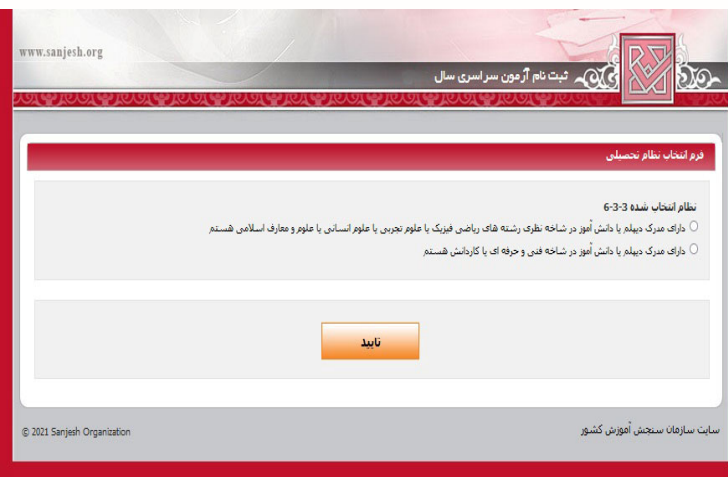 www.sanjesh.org
ثبت نام آزمون سراسری سال
فرم انتخاب نظام تحصیلی
نظام انتخاب شده 3-3-6
دارای مدرک دیپلم یا دانش آموز در شاخه نظری رشته های ریاضی فیزیک یا علوم تجربی یا علوم انسانی یا علوم و معارف اسلامی هستم
دارای مدرک دیپلم یا دانش آموز در شاخه فنی و حرفه ای یا کاردانش هستم
تایید
سایت سازمان سنجش آموزش کشور
© 2021 Sanjesh Organization